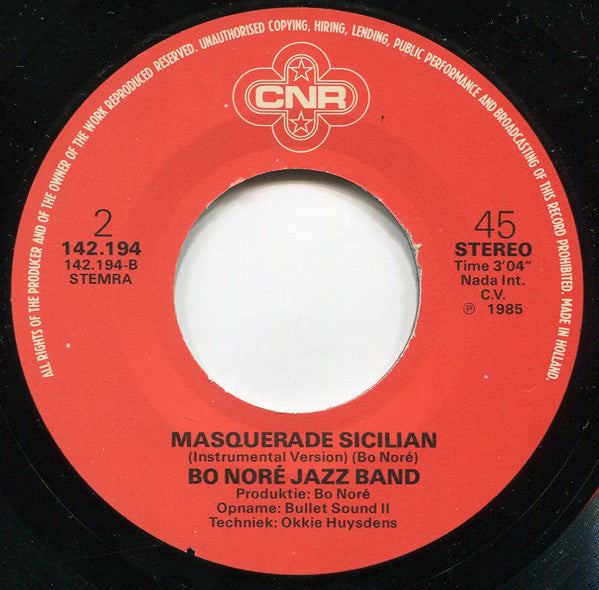 ALL RIGHTS OF THE PRODUCER AND OF THE OWNER OF THE WORK REPRODUCED RESERVED. UNAUTHORISED COPYING, HIRING, LENDING, PUBLIC PERFORMANCE AND BROADCASTING OF THIS RECORD PROHIBITED. MADE IN HOLLAND.
CNR
2
142.194
142.194-B
STEMRA
45
STEREO
Time 3'04"
Nada Int.
C.V.
℗ 1985
MASQUERADE SICILIAN
(Instrumental Version) (Bo Noré)
BO NORÉ JAZZ BAND
Produktie: Bo Noré
Opname: Bullet Sound II
Techniek: Okkie Huysdens